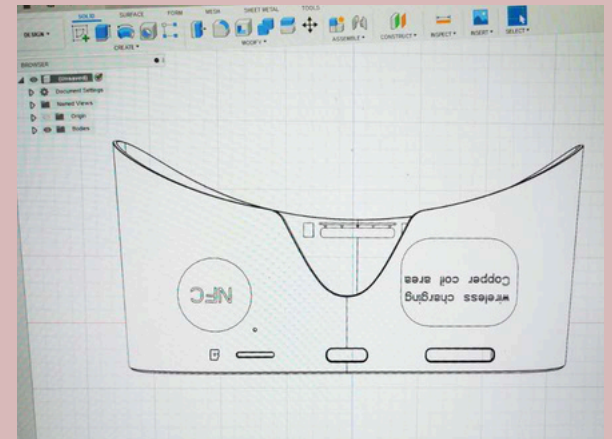 SOLID SURFACE FORM MESH SHEET METAL TOOLS
DESIGN
CREATE MODIFY ASSEMBLE CONSTRUCT INSPECT INSERT SELECT
BROWSER
(Unsaved)
Document Settings
Named Views
Origin
Bodies
NFC
wireless charging
Copper coil area